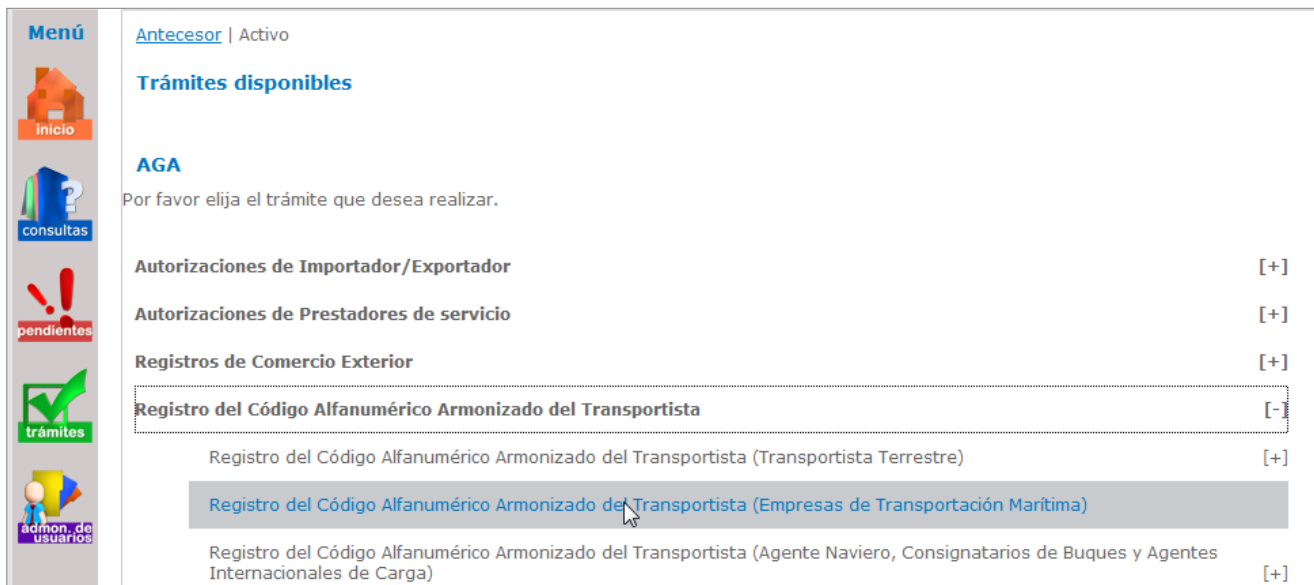 Menú
Antecesor | Activo
Trámites disponibles
inicio
AGA
Por favor elija el trámite que desea realizar.
consultas
Autorizaciones de Importador/Exportador [+]
Autorizaciones de Prestadores de servicio [+]
pendientes
Registros de Comercio Exterior [+]
Registro del Código Alfanumérico Armonizado del Transportista [-]
trámites
Registro del Código Alfanumérico Armonizado del Transportista (Transportista Terrestre) [+]
Registro del Código Alfanumérico Armonizado del Transportista (Empresas de Transportación Marítima)
admon. de
usuarios
Registro del Código Alfanumérico Armonizado del Transportista (Agente Naviero, Consignatarios de Buques y Agentes
Internacionales de Carga) [+]